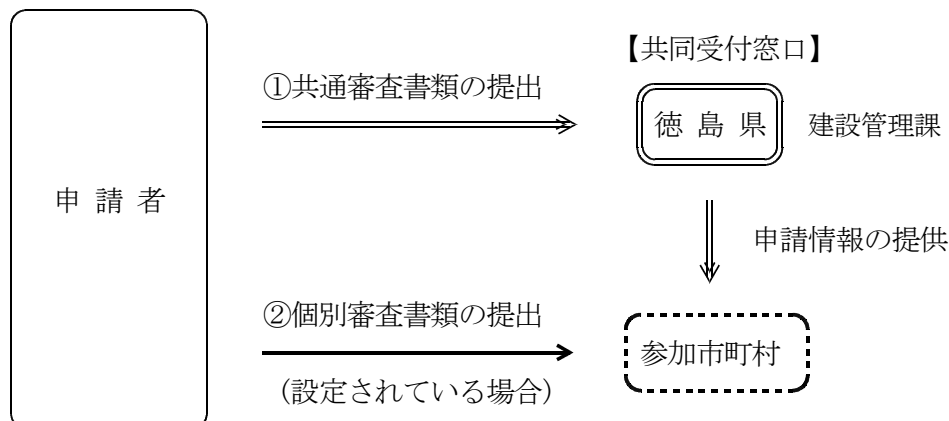 【共同受付窓口】
①共通審査書類の提出
徳島県 建設管理課
申請者
申請情報の提供
②個別審査書類の提出
参加市町村
（設定されている場合）